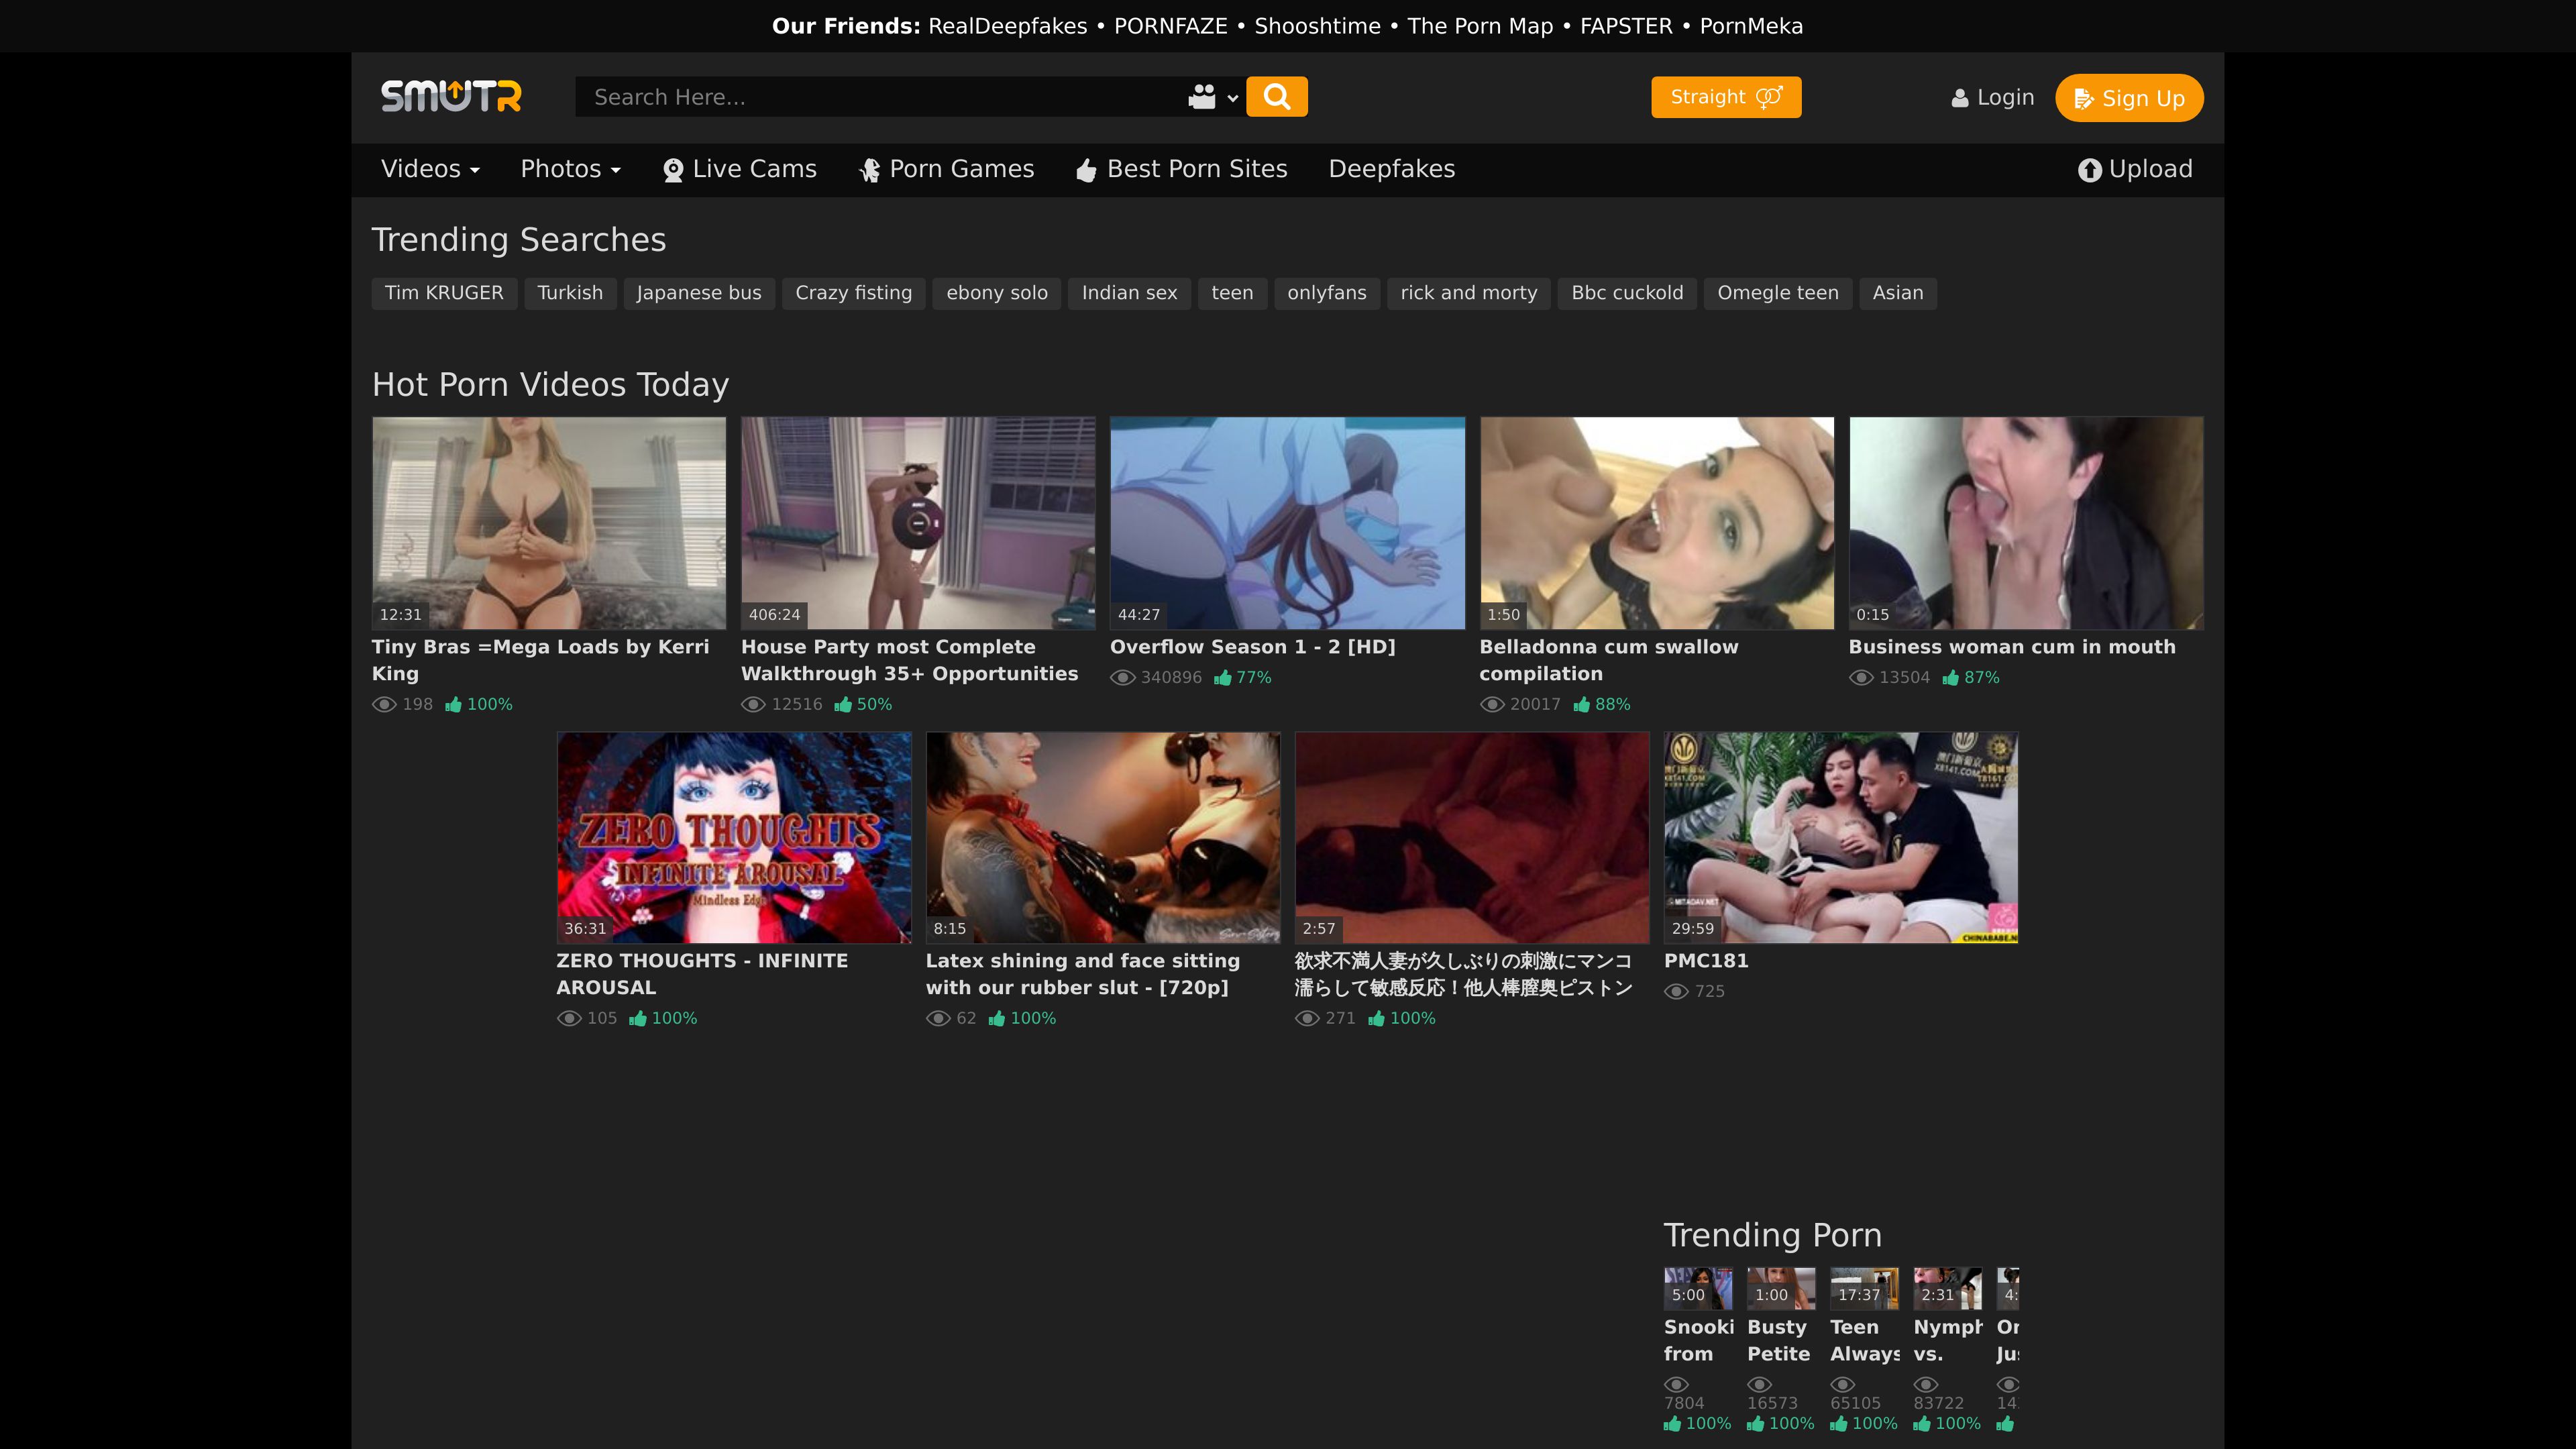 Our Friends: RealDeepfakes • PORNFAZE • Shooshtime • The Porn Map • FAPSTER • PornMeka
SMUTR
Search Here...
Straight
Login
Sign Up
Videos
Photos
Live Cams
Porn Games
Best Porn Sites
Deepfakes
Upload
Trending Searches
Tim KRUGER
Turkish
Japanese bus
Crazy fisting
ebony solo
Indian sex
teen
onlyfans
rick and morty
Bbc cuckold
Omegle teen
Asian
Hot Porn Videos Today
12:31
406:24
44:27
1:50
0:15
Tiny Bras =Mega Loads by Kerri
King
198 100%
House Party most Complete
Walkthrough 35+ Opportunities
12516 50%
Overflow Season 1 - 2 [HD]
340896 77%
Belladonna cum swallow
compilation
20017 88%
Business woman cum in mouth
13504 87%
ZERO THOUGHTS
INFINITE AROUSAL
Mindless Edge
36:31
8:15
2:57
29:59
CHINABABE.N
ZERO THOUGHTS - INFINITE
AROUSAL
105 100%
Latex shining and face sitting
with our rubber slut - [720p]
62 100%
欲求不満人妻が久しぶりの刺激にマンコ
濡らして敏感反応！他人棒膣奥ピストン
271 100%
PMC181
725
Trending Porn
5:00
1:00
17:37
2:31
4:
Snooki
from
7804
100%
Busty
Petite
16573
100%
Teen
Always
65105
100%
Nymph
vs.
83722
100%